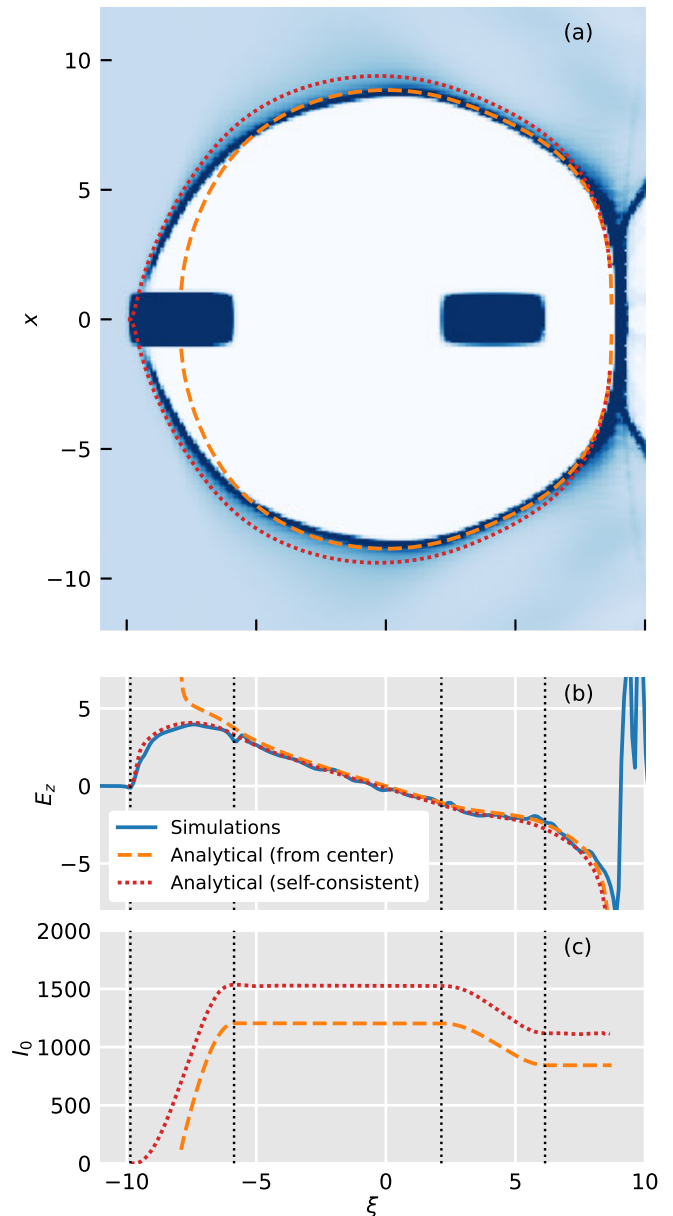 (a)
10
5
0
−5
−10
x
(b)
5
0
−5
E_z
Simulations
Analytical (from center)
Analytical (self-consistent)
(c)
2000
1500
1000
500
0
I_0
−10 −5 0 5 10
ξ